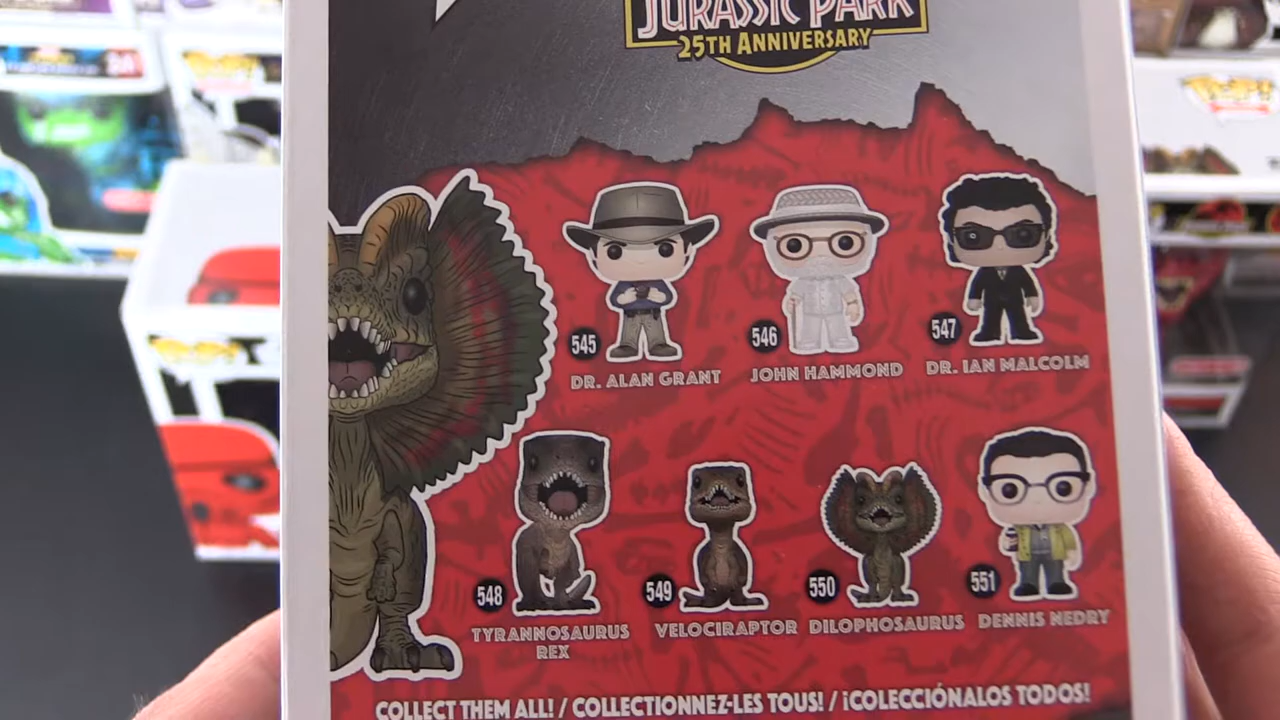 JURASSIC PARK
25TH ANNIVERSARY
545
DR. ALAN GRANT
546
JOHN HAMMOND
547
DR. IAN MALCOLM
548
TYRANNOSAURUS
REX
549
VELOCIRAPTOR
550
DILOPHOSAURUS
551
DENNIS NEDRY
COLLECT THEM ALL! / COLLECTIONNEZ-LES TOUS! / ¡COLECCIÓNALOS TODOS!
POP!